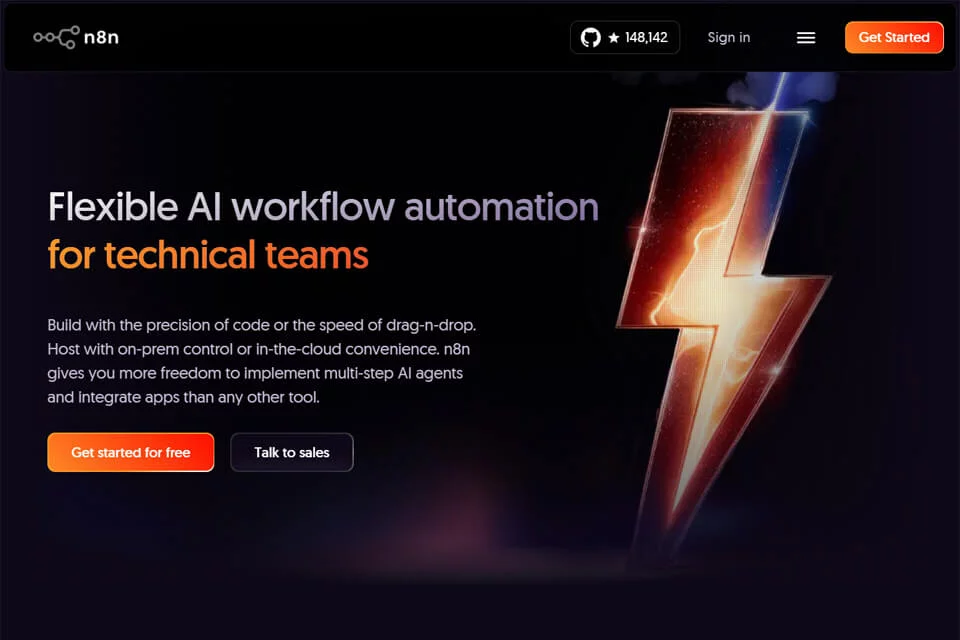 n8n
148,142
Sign in
Get Started
Flexible AI workflow automation
for technical teams
Build with the precision of code or the speed of drag-n-drop.
Host with on-prem control or in-the-cloud convenience. n8n
gives you more freedom to implement multi-step AI agents
and integrate apps than any other tool.
Get started for free
Talk to sales